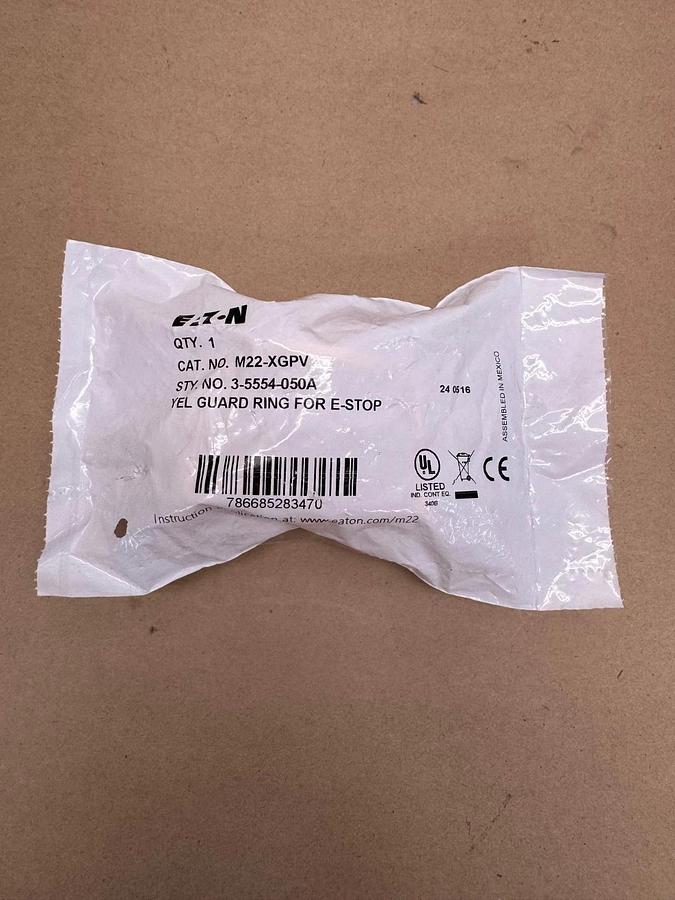 EATON
QTY. 1
CAT. NO. M22-XGPV
STY. NO. 3-5554-050A
YEL GUARD RING FOR E-STOP
24 0516
ASSEMBLED IN MEXICO
UL
LISTED
IND. CONT. EQ.
340B
CE
786685283470
Instruction at: www.eaton.com/m22